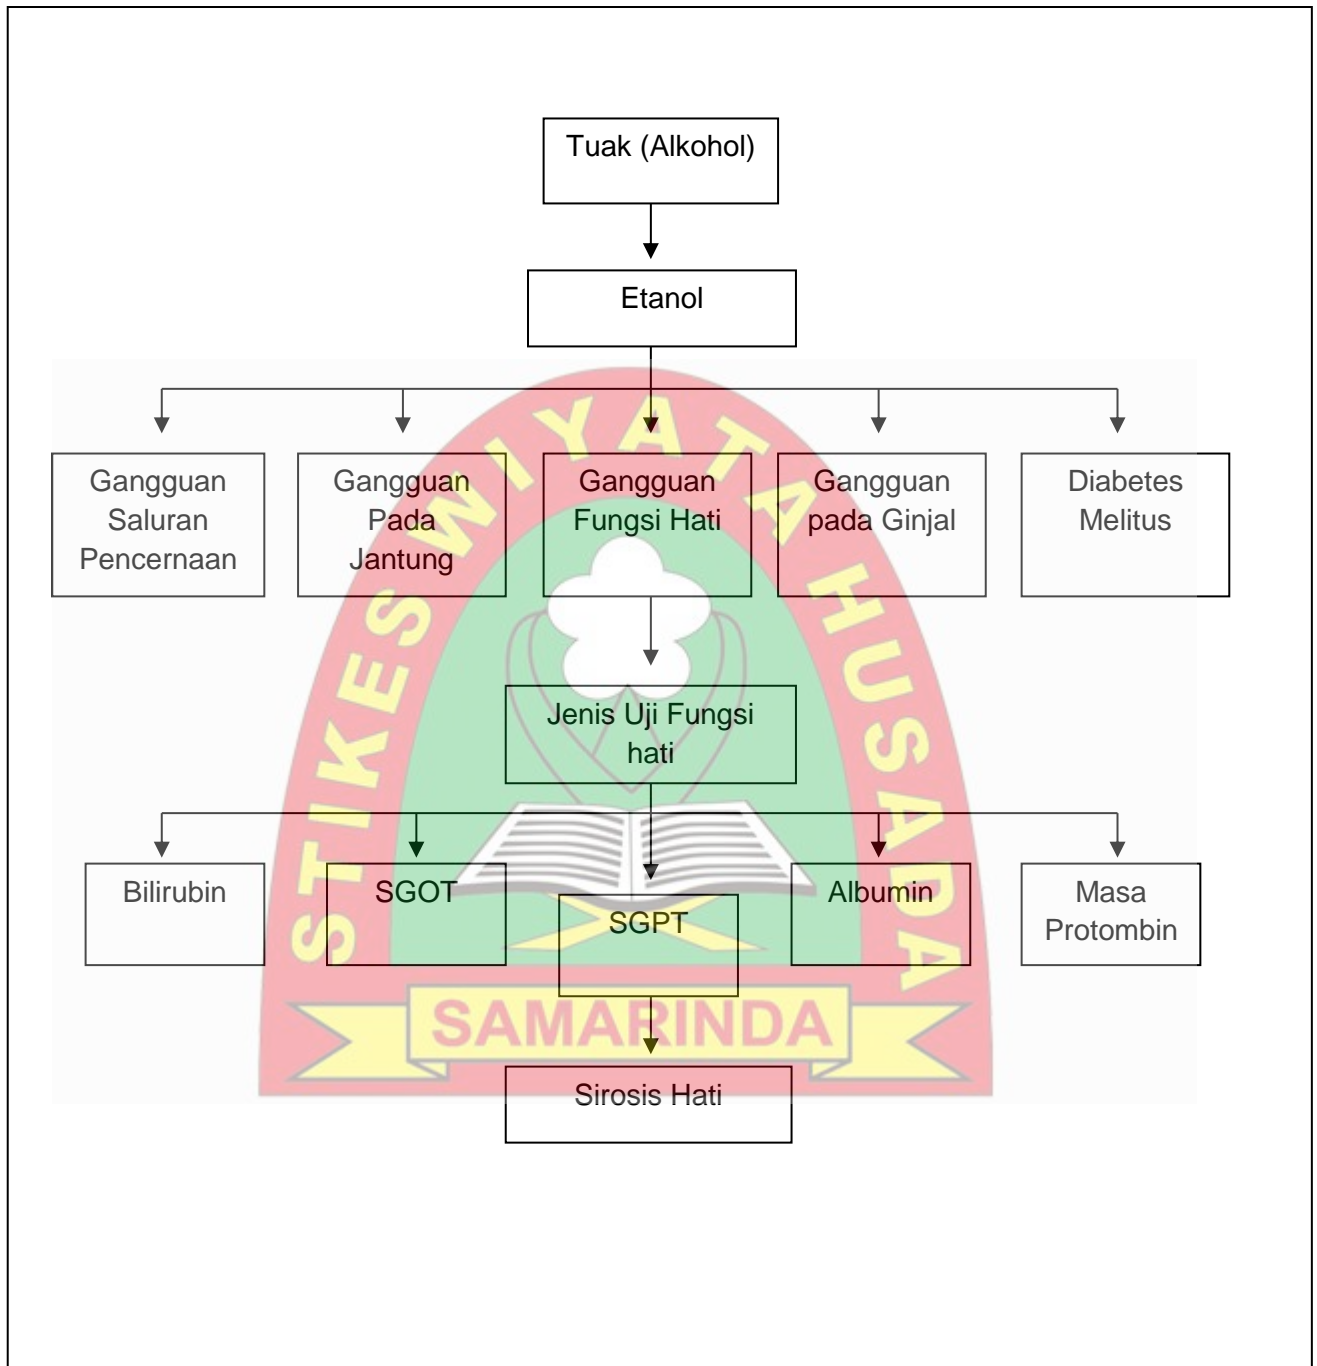 Tuak (Alkohol)
Etanol
Gangguan
Saluran
Pencernaan
Gangguan
Pada
Jantung
Gangguan
Fungsi Hati
Gangguan
pada Ginjal
Diabetes
Melitus
Jenis Uji Fungsi
hati
Bilirubin
SGOT
SGPT
Albumin
Masa
Protombin
Sirosis Hati
STIKES WIYATA HUSADA
SAMARINDA